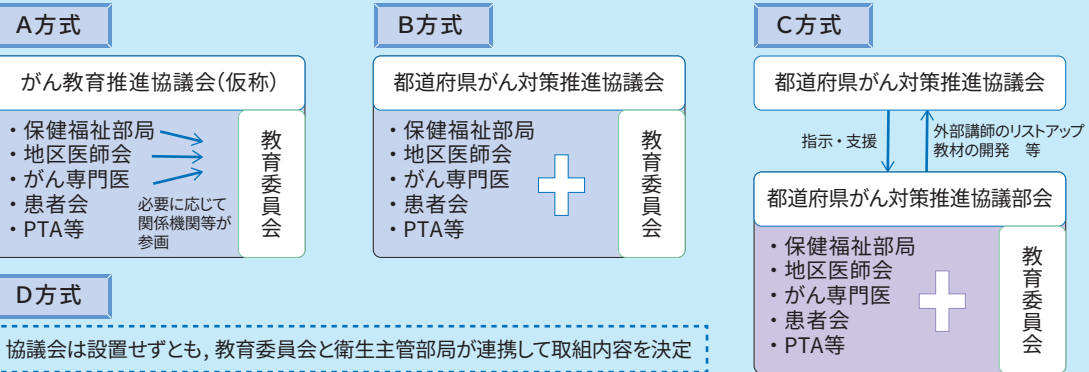 A方式
がん教育推進協議会(仮称)
・保健福祉部局
・地区医師会
・がん専門医
・患者会
・PTA等
必要に応じて
関係機関等が
参画
教育委員会
B方式
都道府県がん対策推進協議会
・保健福祉部局
・地区医師会
・がん専門医
・患者会
・PTA等
教育委員会
C方式
都道府県がん対策推進協議会
指示・支援
外部講師のリストアップ
教材の開発　等
都道府県がん対策推進協議部会
・保健福祉部局
・地区医師会
・がん専門医
・患者会
・PTA等
教育委員会
D方式
協議会は設置せずとも, 教育委員会と衛生主管部局が連携して取組内容を決定